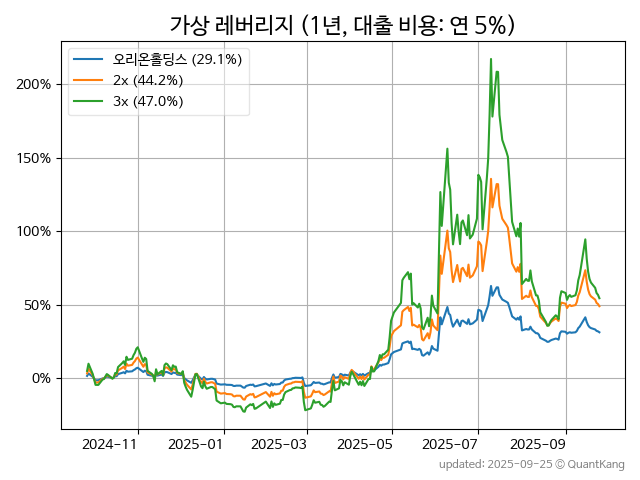 가상 레버리지 (1년, 대출 비용: 연 5%)
오리온홀딩스 (29.1%)
2x (44.2%)
3x (47.0%)
200%
150%
100%
50%
0%
2024-11
2025-01
2025-03
2025-05
2025-07
2025-09
updated: 2025-09-25 © QuantKang